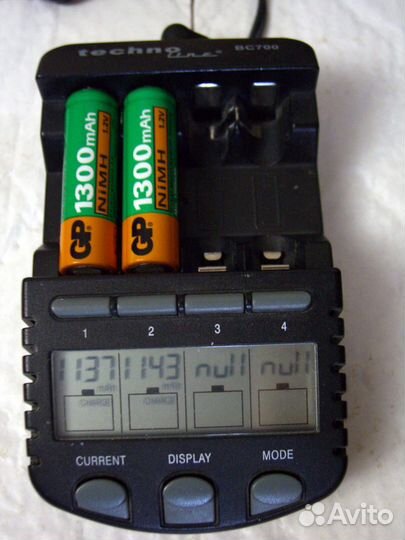 techno line®
BC700
GP 1300mAh NiMH 1.2V
GP 1300mAh NiMH 1.2V
1 2 3 4
1137 1143 null null
mAh mAh
CHARGE CHARGE
CURRENT DISPLAY MODE
Avito